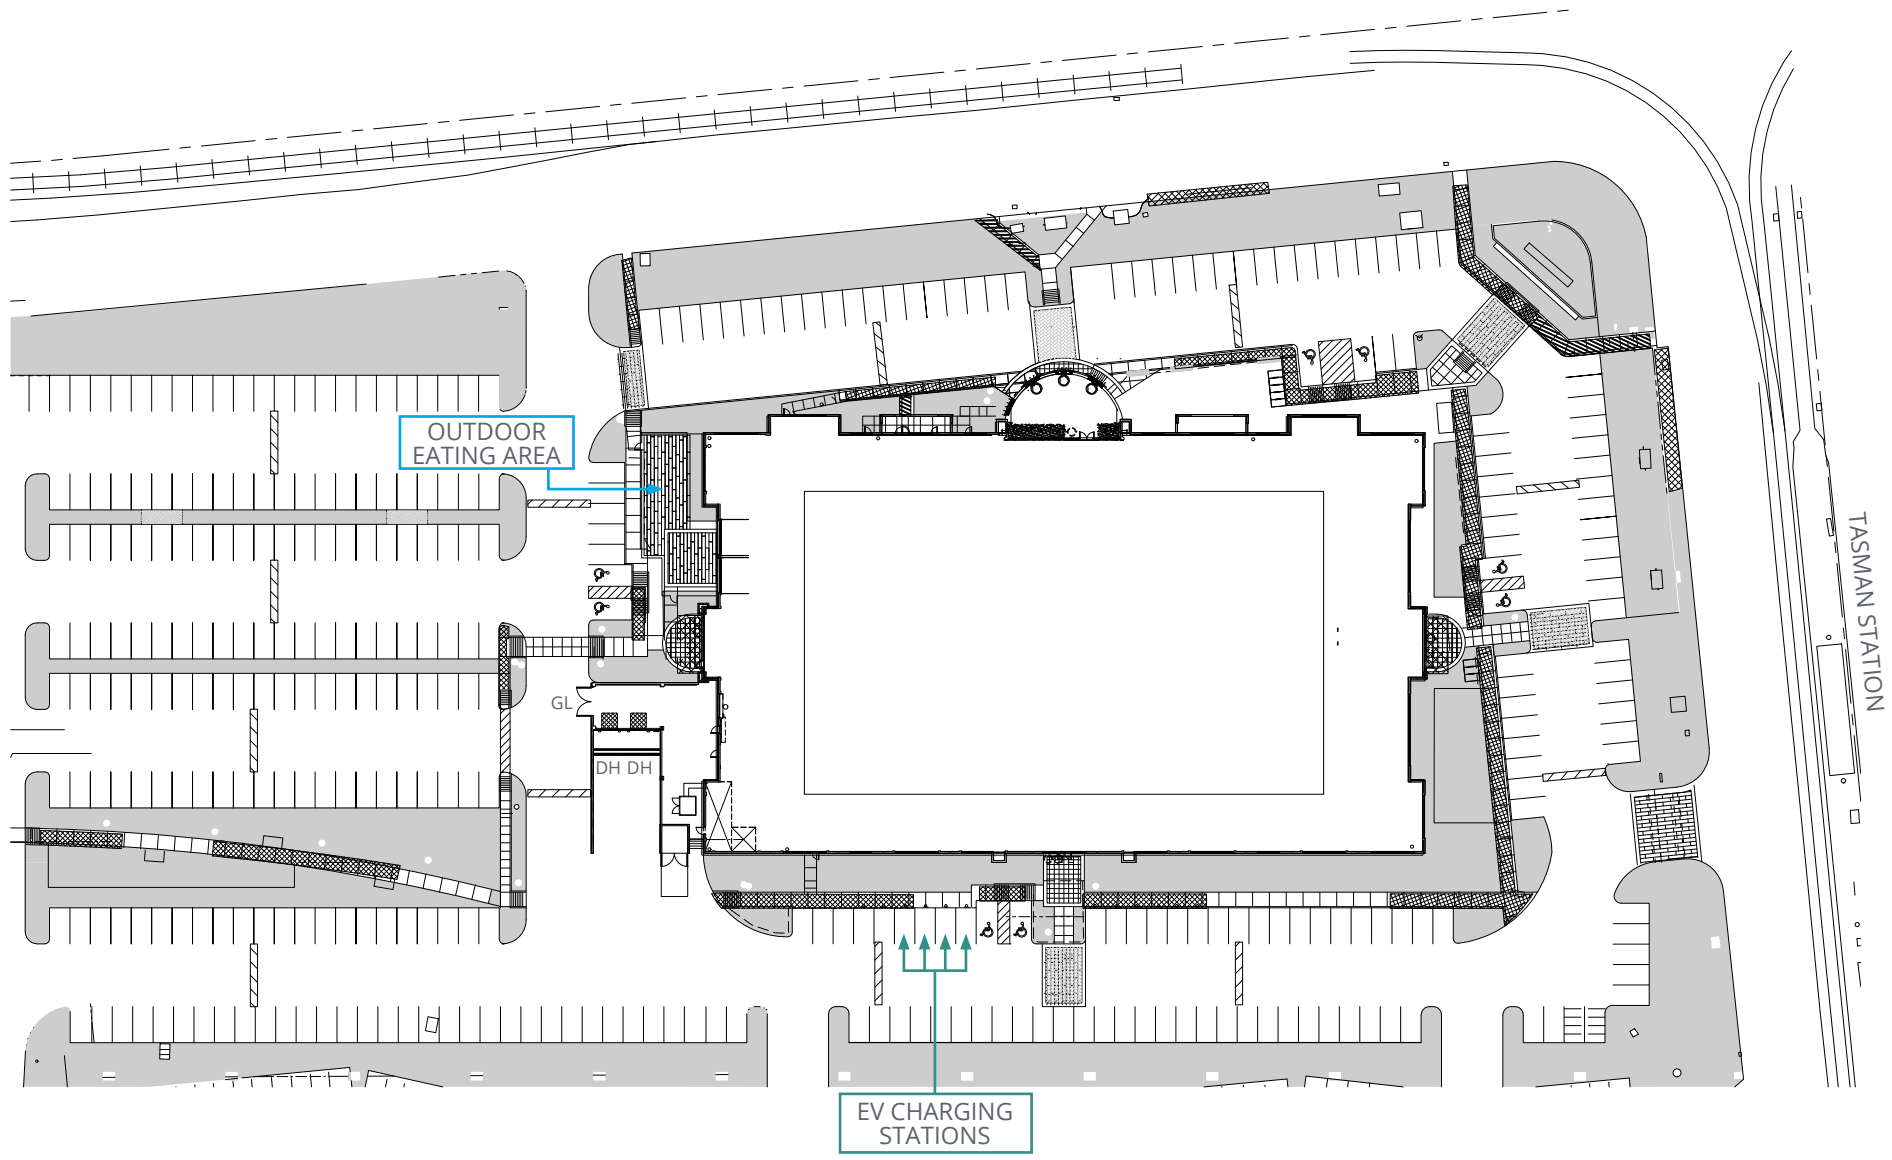 OUTDOOR
EATING AREA
TASMAN STATION
GL
DH DH
EV CHARGING
STATIONS